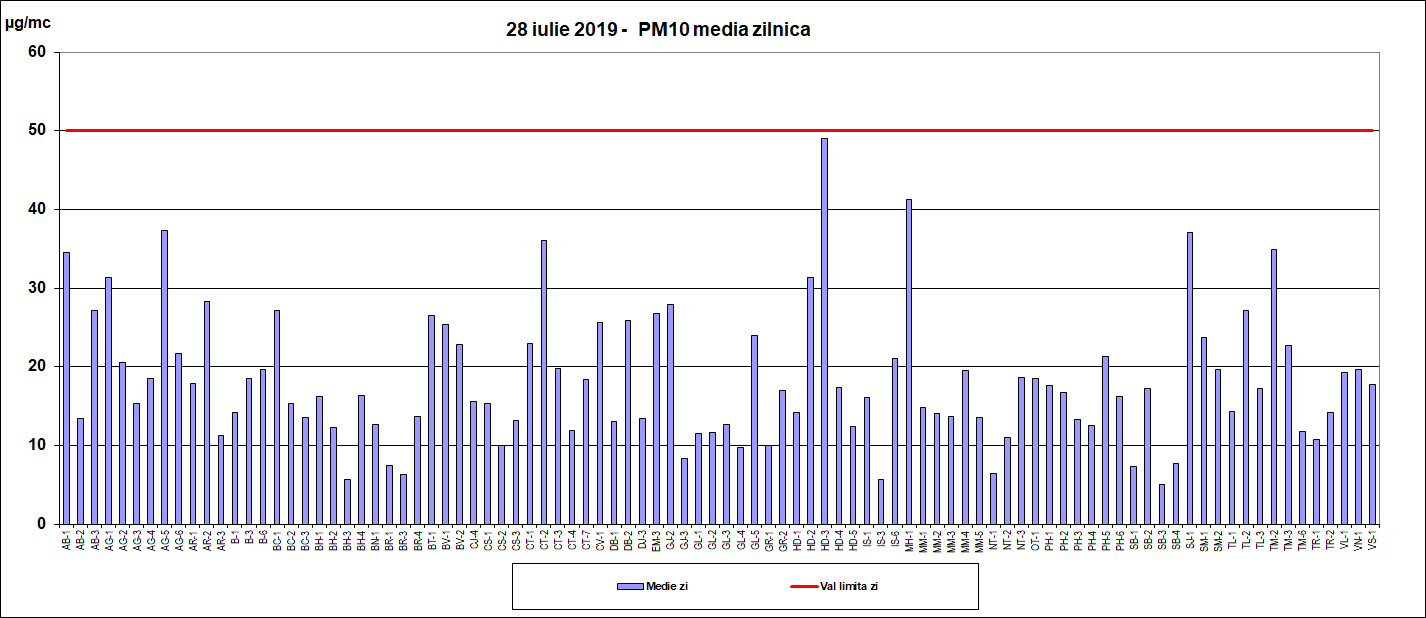 µg/mc
28 iulie 2019 - PM10 media zilnica
60
50
40
30
20
10
0
AB-1
AB-2
AB-3
AG-1
AG-2
AG-3
AG-4
AG-5
AG-6
AR-1
AR-2
AR-3
B-1
B-3
B-6
BC-1
BC-2
BC-3
BH-1
BH-2
BH-3
BH-4
BN-1
BR-1
BR-3
BR-4
BT-1
BV-1
BV-2
CJ-4
CS-1
CS-2
CS-3
CT-1
CT-2
CT-3
CT-4
CT-7
CV-1
DB-1
DB-2
DJ-3
EM-3
GJ-2
GJ-3
GL-1
GL-2
GL-3
GL-4
GL-5
GR-1
GR-2
HD-1
HD-2
HD-3
HD-4
HD-5
IS-1
IS-3
IS-6
MH-1
MM-1
MM-2
MM-3
MM-4
MM-5
NT-1
NT-2
NT-3
OT-1
PH-1
PH-2
PH-3
PH-4
PH-5
PH-6
SB-1
SB-2
SB-3
SB-4
SJ-1
SM-1
SM-2
TL-1
TL-2
TL-3
TM-2
TM-3
TM-6
TR-1
TR-2
VL-1
VN-1
VS-1
Medie zi
Val limita zi